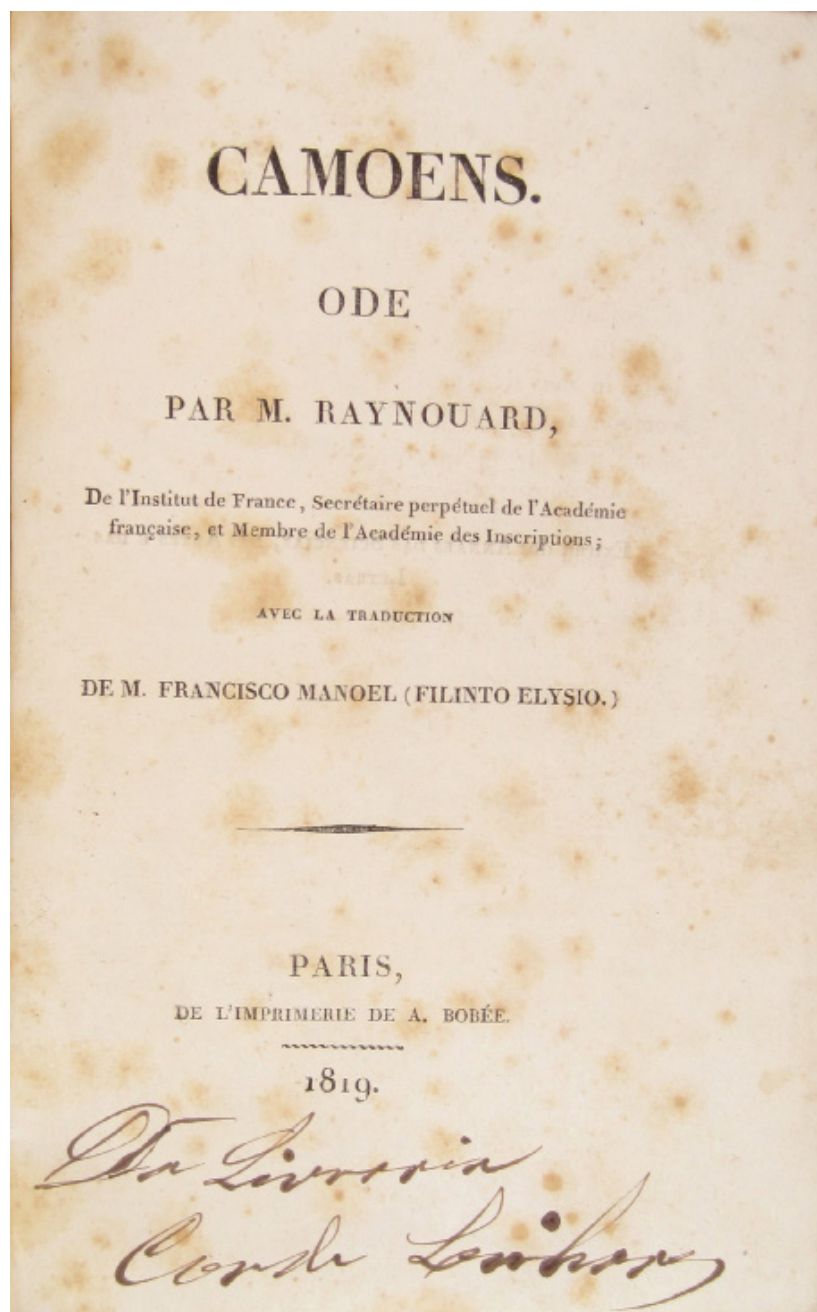 CAMOENS.
ODE
PAR M. RAYNOUARD,
De l'Institut de France, Secrétaire perpétuel de l'Académie
française, et Membre de l'Académie des Inscriptions;
AVEC LA TRADUCTION
DE M. FRANCISCO MANOEL (FILINTO ELYSIO.)
PARIS,
DE L'IMPRIMERIE DE A. BOBÉE.
1819.
Da Livraria
Conde